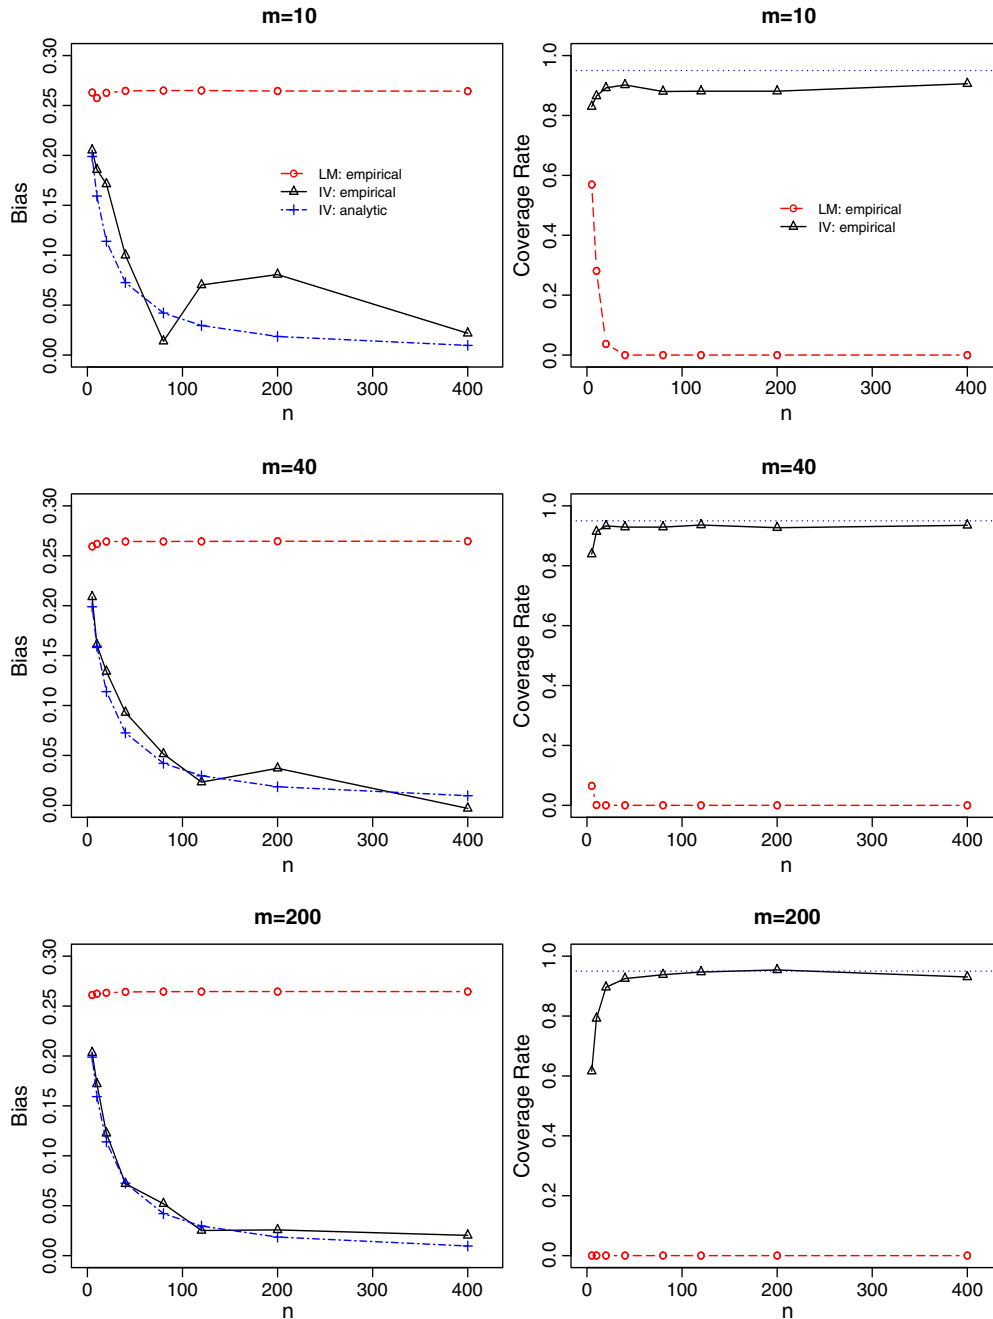 m=10
Bias
0.00 0.05 0.10 0.15 0.20 0.25 0.30
LM: empirical
IV: empirical
IV: analytic
0 100 200 300 400
n
m=10
Coverage Rate
0.0 0.2 0.4 0.6 0.8 1.0
LM: empirical
IV: empirical
0 100 200 300 400
n
m=40
Bias
0.00 0.05 0.10 0.15 0.20 0.25 0.30
0 100 200 300 400
n
m=40
Coverage Rate
0.0 0.2 0.4 0.6 0.8 1.0
0 100 200 300 400
n
m=200
Bias
0.00 0.05 0.10 0.15 0.20 0.25 0.30
0 100 200 300 400
n
m=200
Coverage Rate
0.0 0.2 0.4 0.6 0.8 1.0
0 100 200 300 400
n